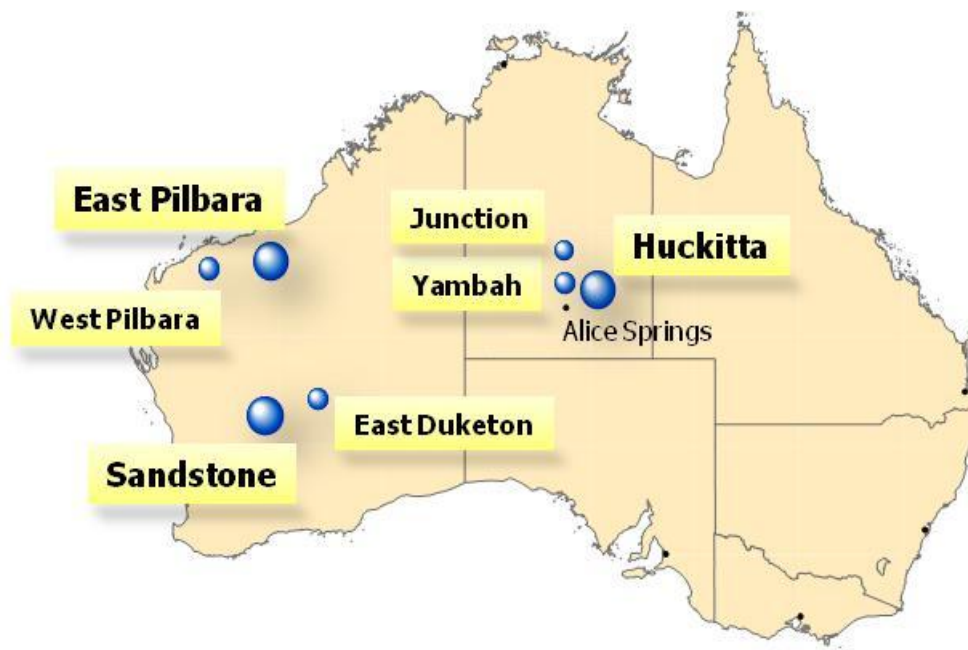 East Pilbara
Junction
Huckitta
Yambah
West Pilbara
Alice Springs
East Duketon
Sandstone